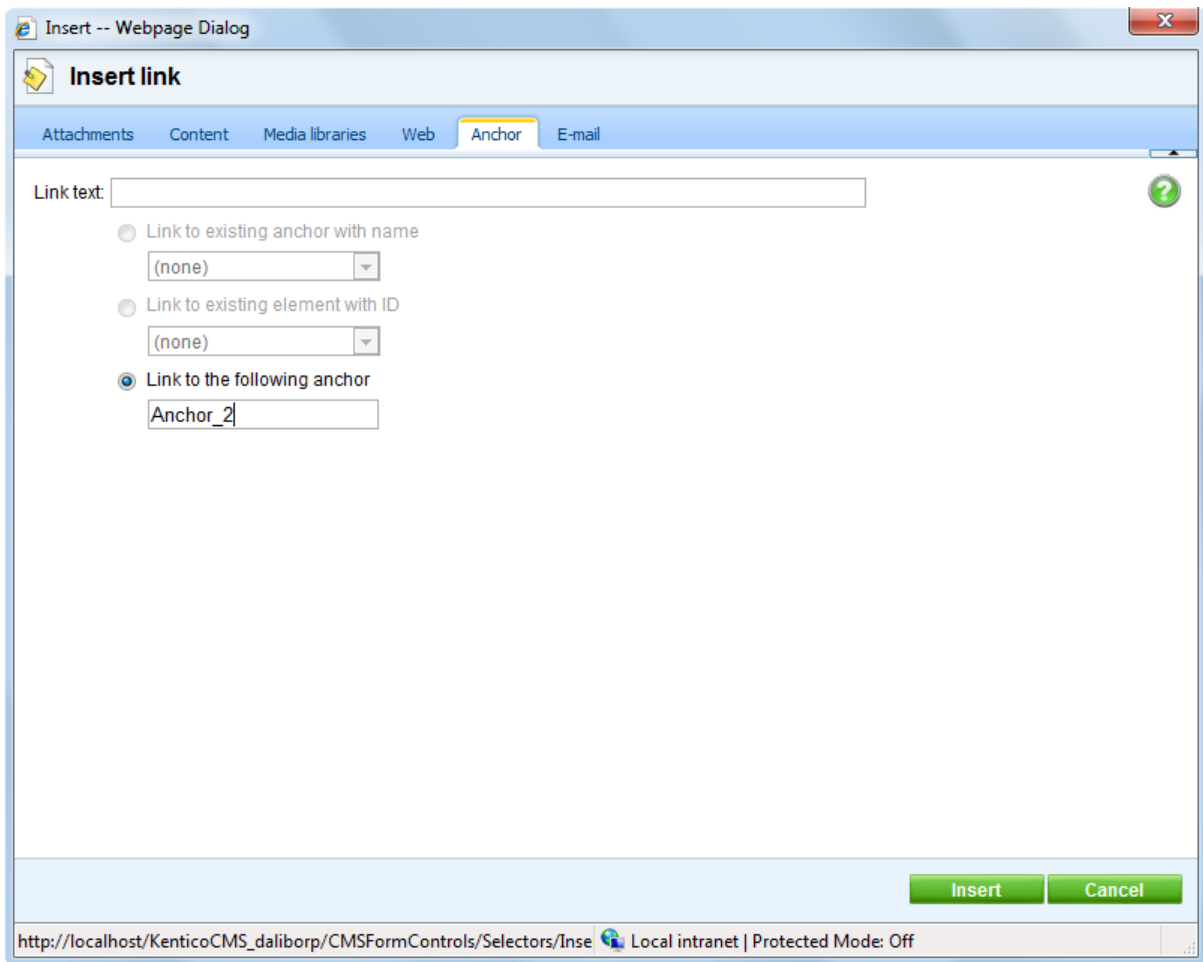 Insert -- Webpage Dialog
x
Insert link
Attachments Content Media libraries Web Anchor E-mail
Link text:
?
Link to existing anchor with name
(none)
Link to existing element with ID
(none)
Link to the following anchor
Anchor_2
Insert Cancel
http://localhost/KenticoCMS_daliborp/CMSFormControls/Selectors/Inse Local intranet | Protected Mode: Off